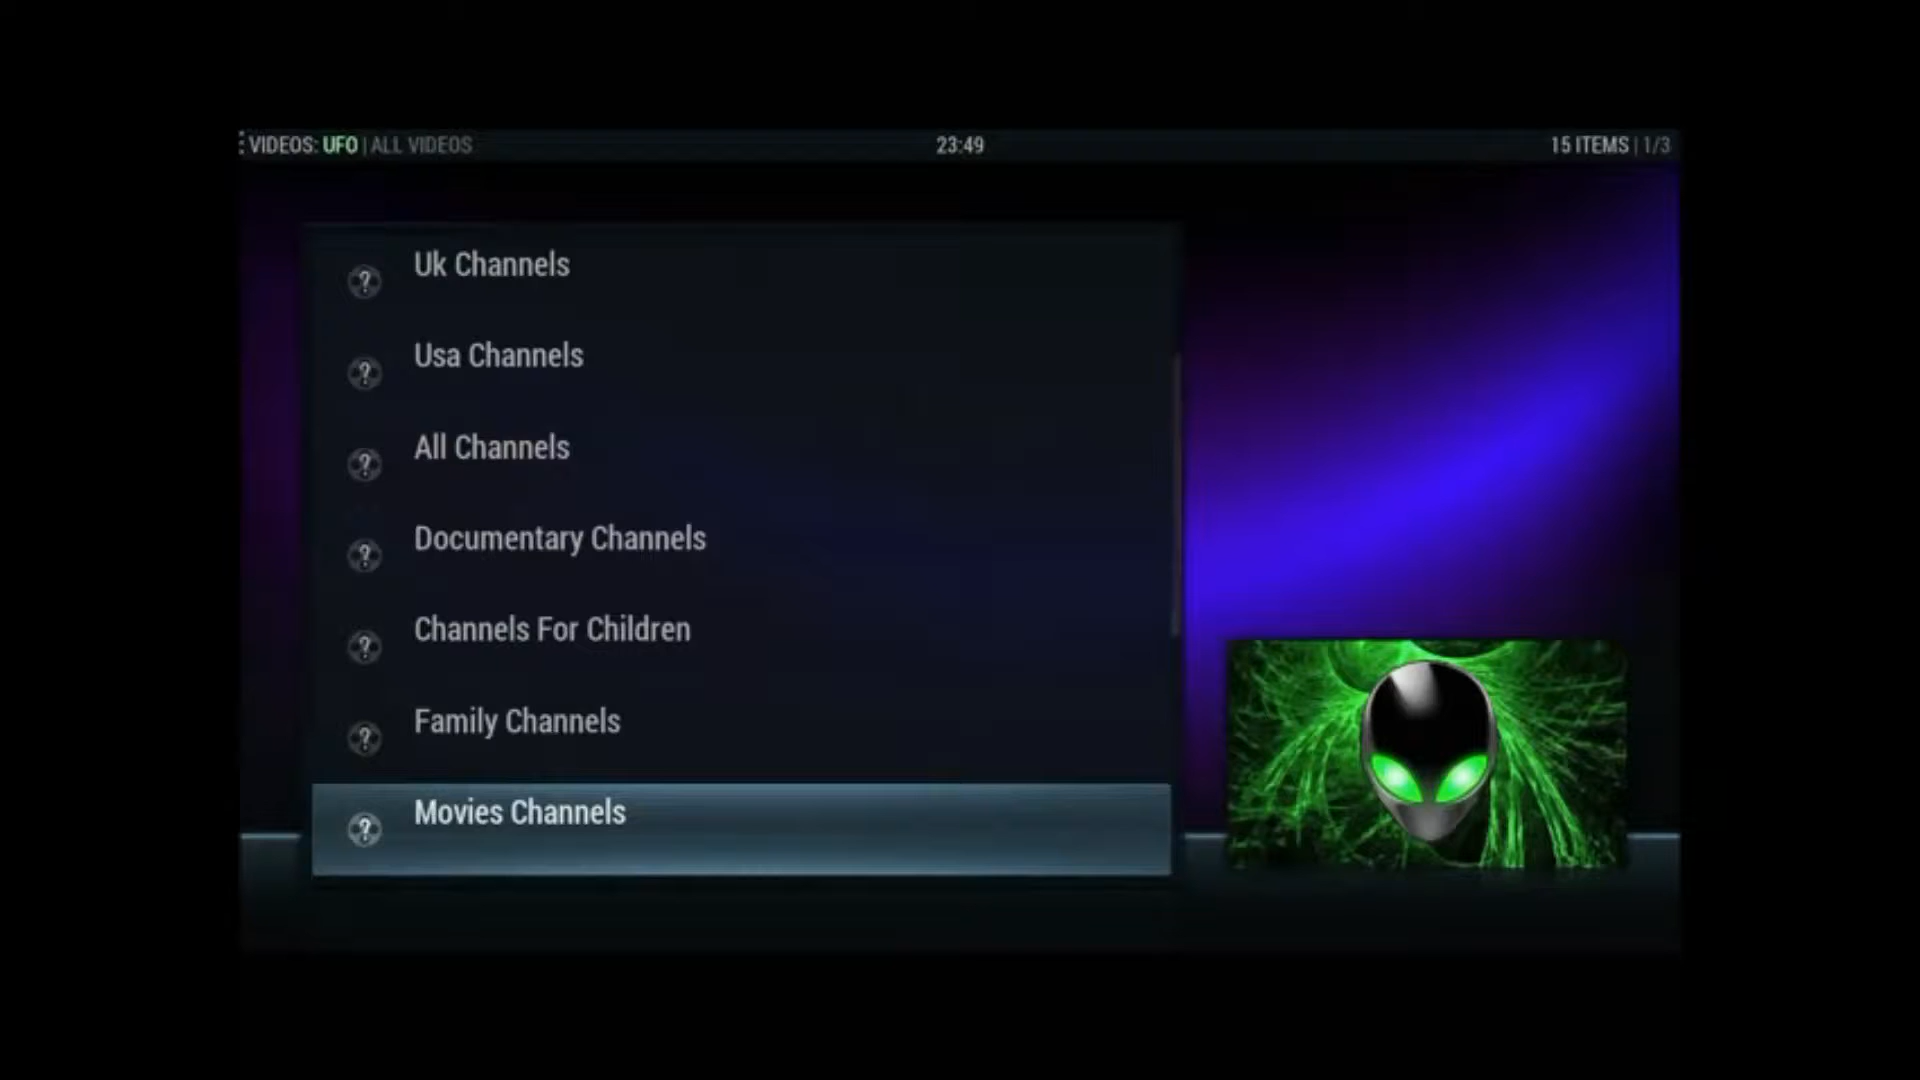 VIDEOS: UFO | ALL VIDEOS
23:49
15 ITEMS | 1/3
Uk Channels
Usa Channels
All Channels
Documentary Channels
Channels For Children
Family Channels
Movies Channels